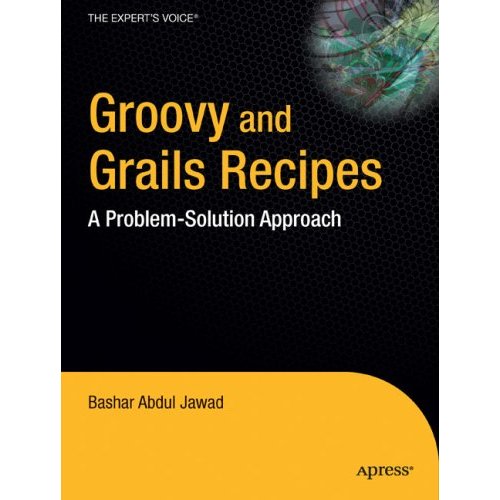 THE EXPERT'S VOICE®
Groovy and
Grails Recipes
A Problem-Solution Approach
Bashar Abdul Jawad
Apress®